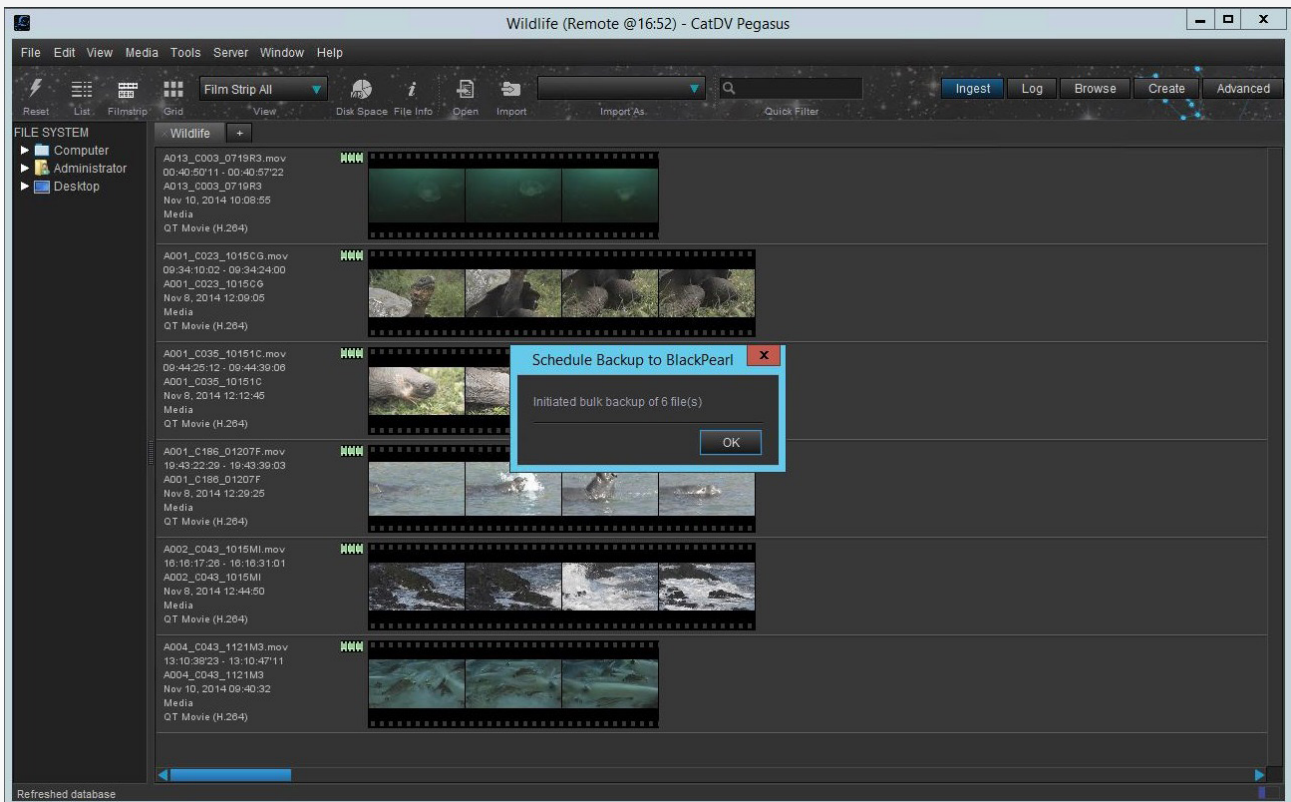 Wildlife (Remote @16:52) - CatDV Pegasus
File Edit View Media Tools Server Window Help
Film Strip All
Ingest Log Browse Create Advanced
Reset List Filmstrip Grid View Disk Space File Info Open Import Import As Quick Filter
FILE SYSTEM
Computer
Administrator
Desktop
Wildlife +
A013_C003_0719R3.mov
00:40:50'11 - 00:40:57'22
A013_C003_0719R3
Nov 10, 2014 10:08:55
Media
QT Movie (H.264)
A001_C023_1015CG.mov
09:34:10:02 - 09:34:24:00
A001_C023_1015CG
Nov 8, 2014 12:09:05
Media
QT Movie (H.264)
A001_C035_10151C.mov
09:44:25:12 - 09:44:39:06
A001_C035_10151C
Nov 8, 2014 12:12:45
Media
QT Movie (H.264)
Schedule Backup to BlackPearl
Initiated bulk backup of 6 file(s)
OK
A001_C186_01207F.mov
19:43:22:29 - 19:43:39:03
A001_C186_01207F
Nov 8, 2014 12:29:25
Media
QT Movie (H.264)
A002_C043_1015MI.mov
16:16:17:26 - 16:16:31:01
A002_C043_1015MI
Nov 8, 2014 12:44:50
Media
QT Movie (H.264)
A004_C043_1121M3.mov
13:10:38'23 - 13:10:47'11
A004_C043_1121M3
Nov 10, 2014 09:40:32
Media
QT Movie (H.264)
Refreshed database